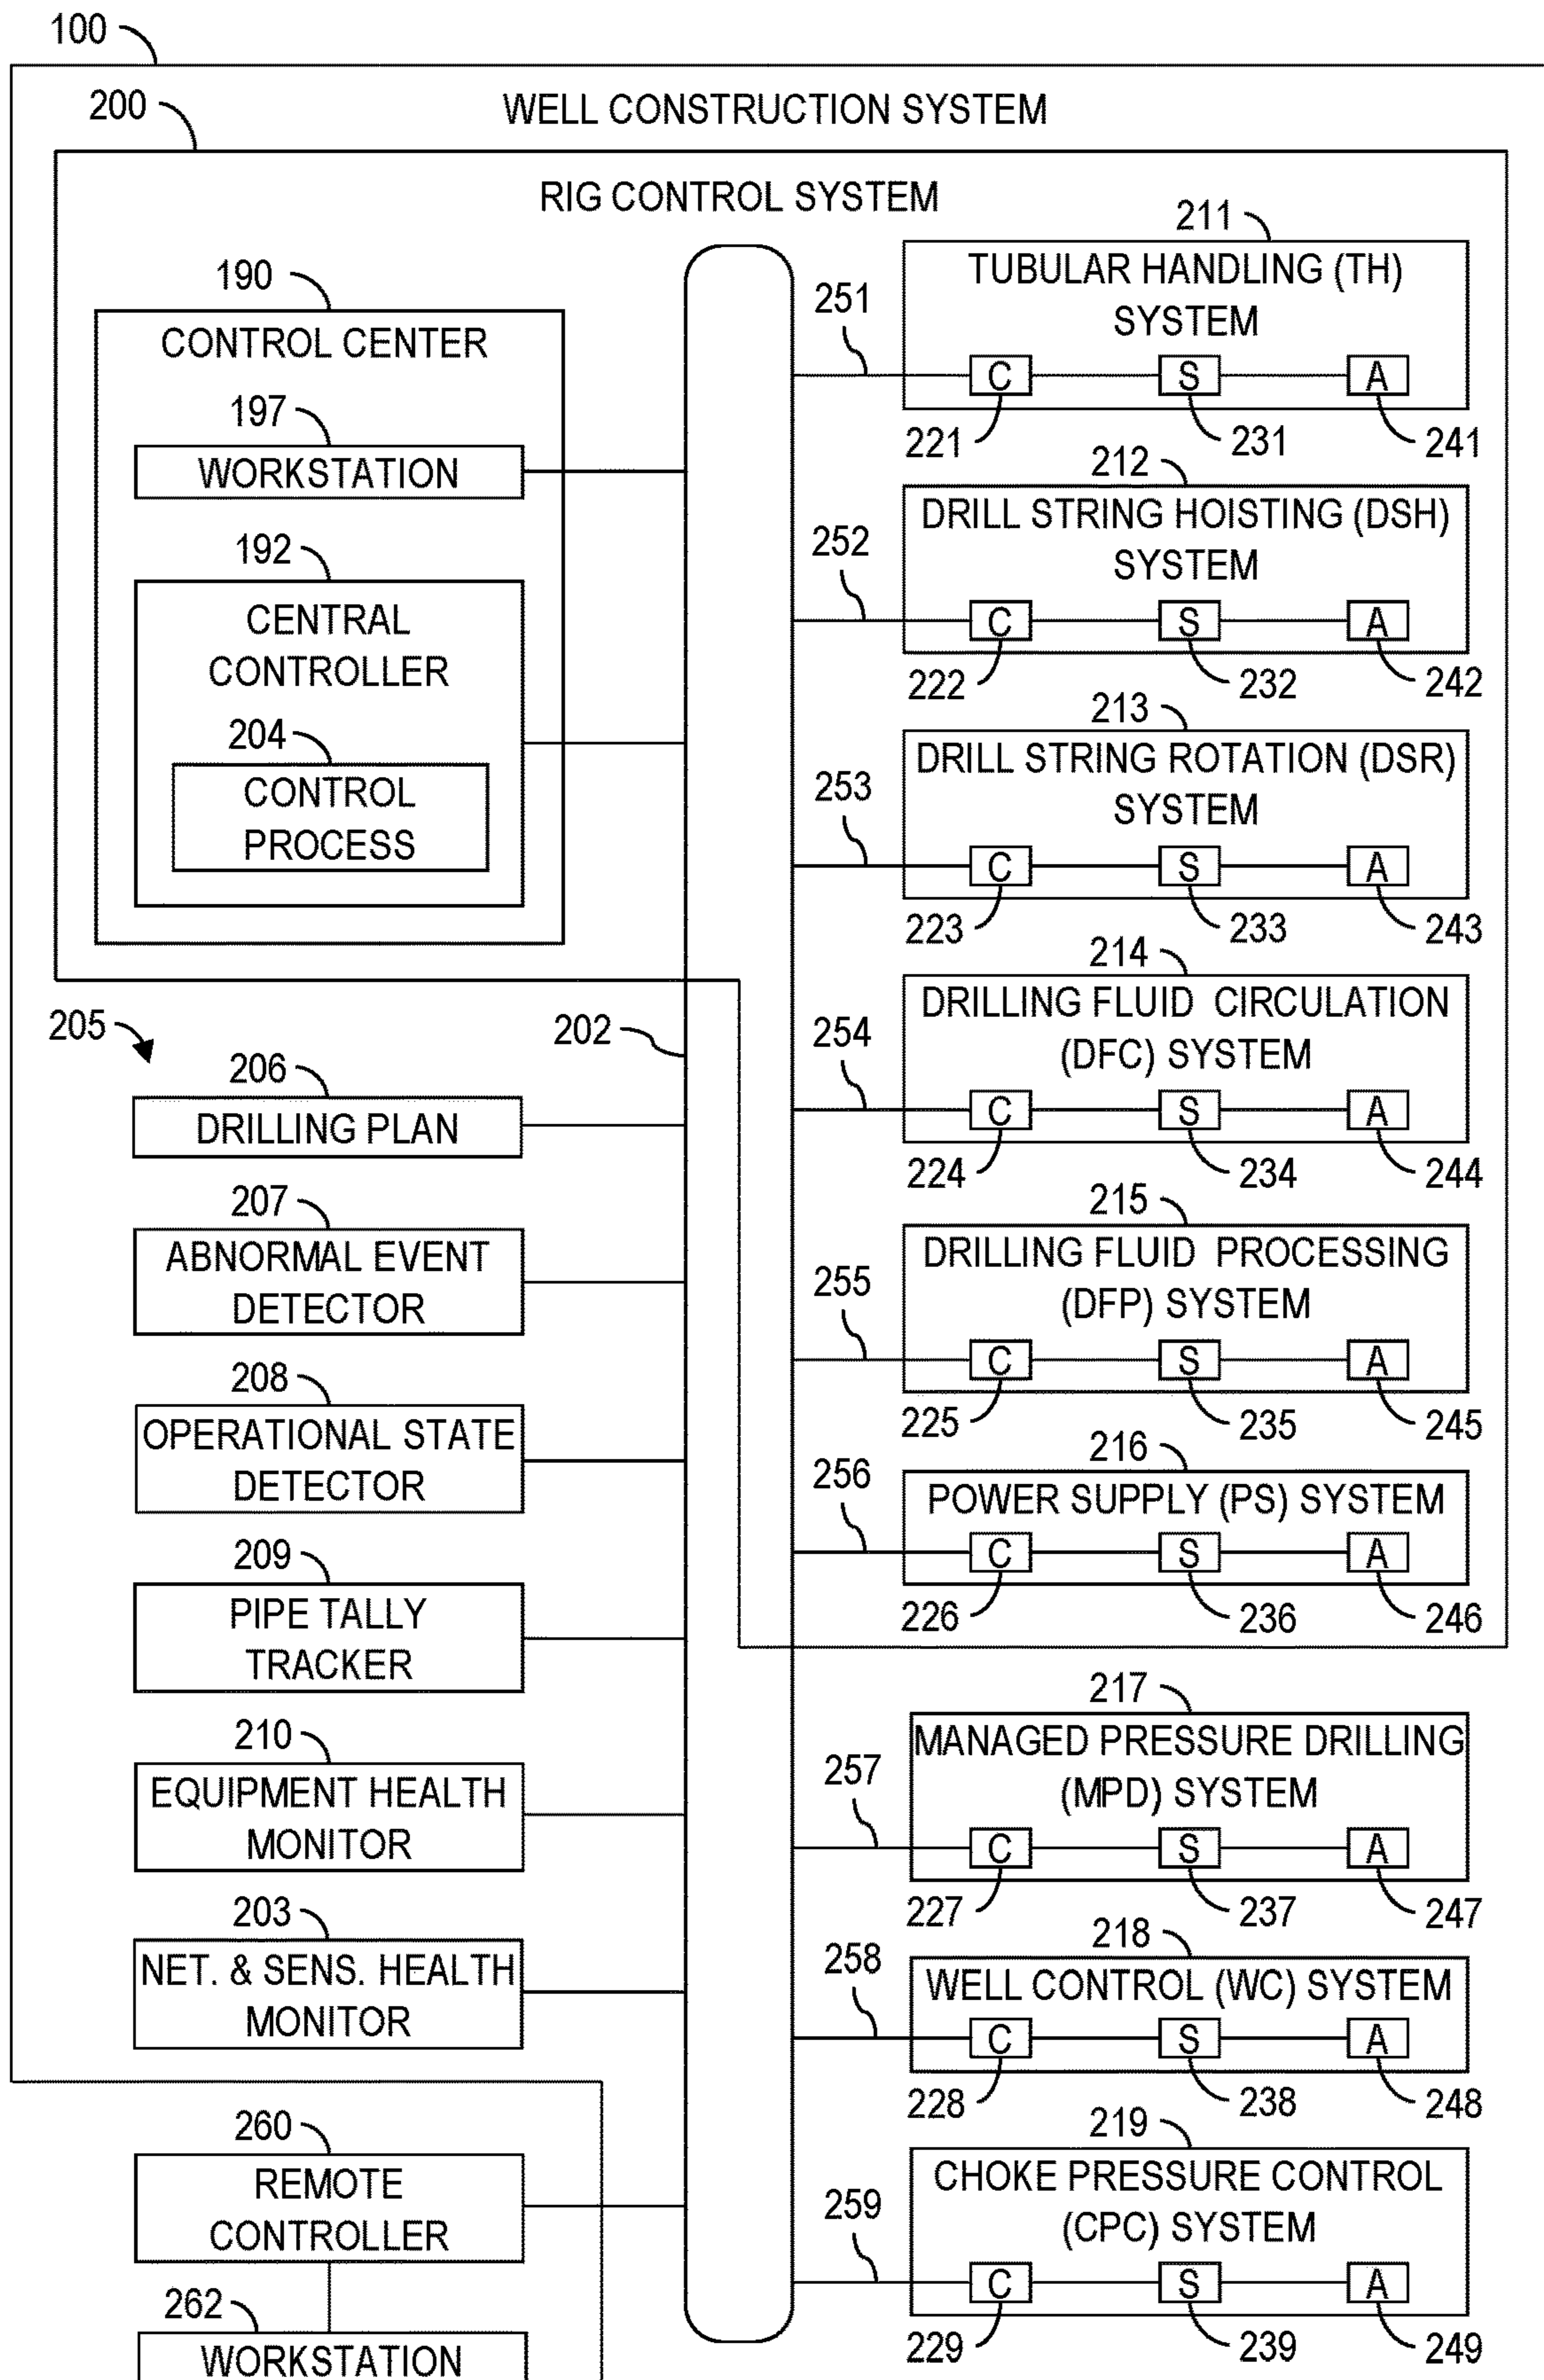 100
WELL CONSTRUCTION SYSTEM
200
RIG CONTROL SYSTEM
190
CONTROL CENTER
197
WORKSTATION
192
CENTRAL
CONTROLLER
204
CONTROL
PROCESS
205
206
DRILLING PLAN
207
ABNORMAL EVENT
DETECTOR
208
OPERATIONAL STATE
DETECTOR
209
PIPE TALLY
TRACKER
210
EQUIPMENT HEALTH
MONITOR
203
NET. & SENS. HEALTH
MONITOR
260
REMOTE
CONTROLLER
262
WORKSTATION
202
211
TUBULAR HANDLING (TH)
SYSTEM
251
C S A
221 231 241
212
DRILL STRING HOISTING (DSH)
SYSTEM
252
C S A
222 232 242
213
DRILL STRING ROTATION (DSR)
SYSTEM
253
C S A
223 233 243
214
DRILLING FLUID CIRCULATION
(DFC) SYSTEM
254
C S A
224 234 244
215
DRILLING FLUID PROCESSING
(DFP) SYSTEM
255
C S A
225 235 245
216
POWER SUPPLY (PS) SYSTEM
256
C S A
226 236 246
217
MANAGED PRESSURE DRILLING
(MPD) SYSTEM
257
C S A
227 237 247
218
WELL CONTROL (WC) SYSTEM
258
C S A
228 238 248
219
CHOKE PRESSURE CONTROL
(CPC) SYSTEM
259
C S A
229 239 249